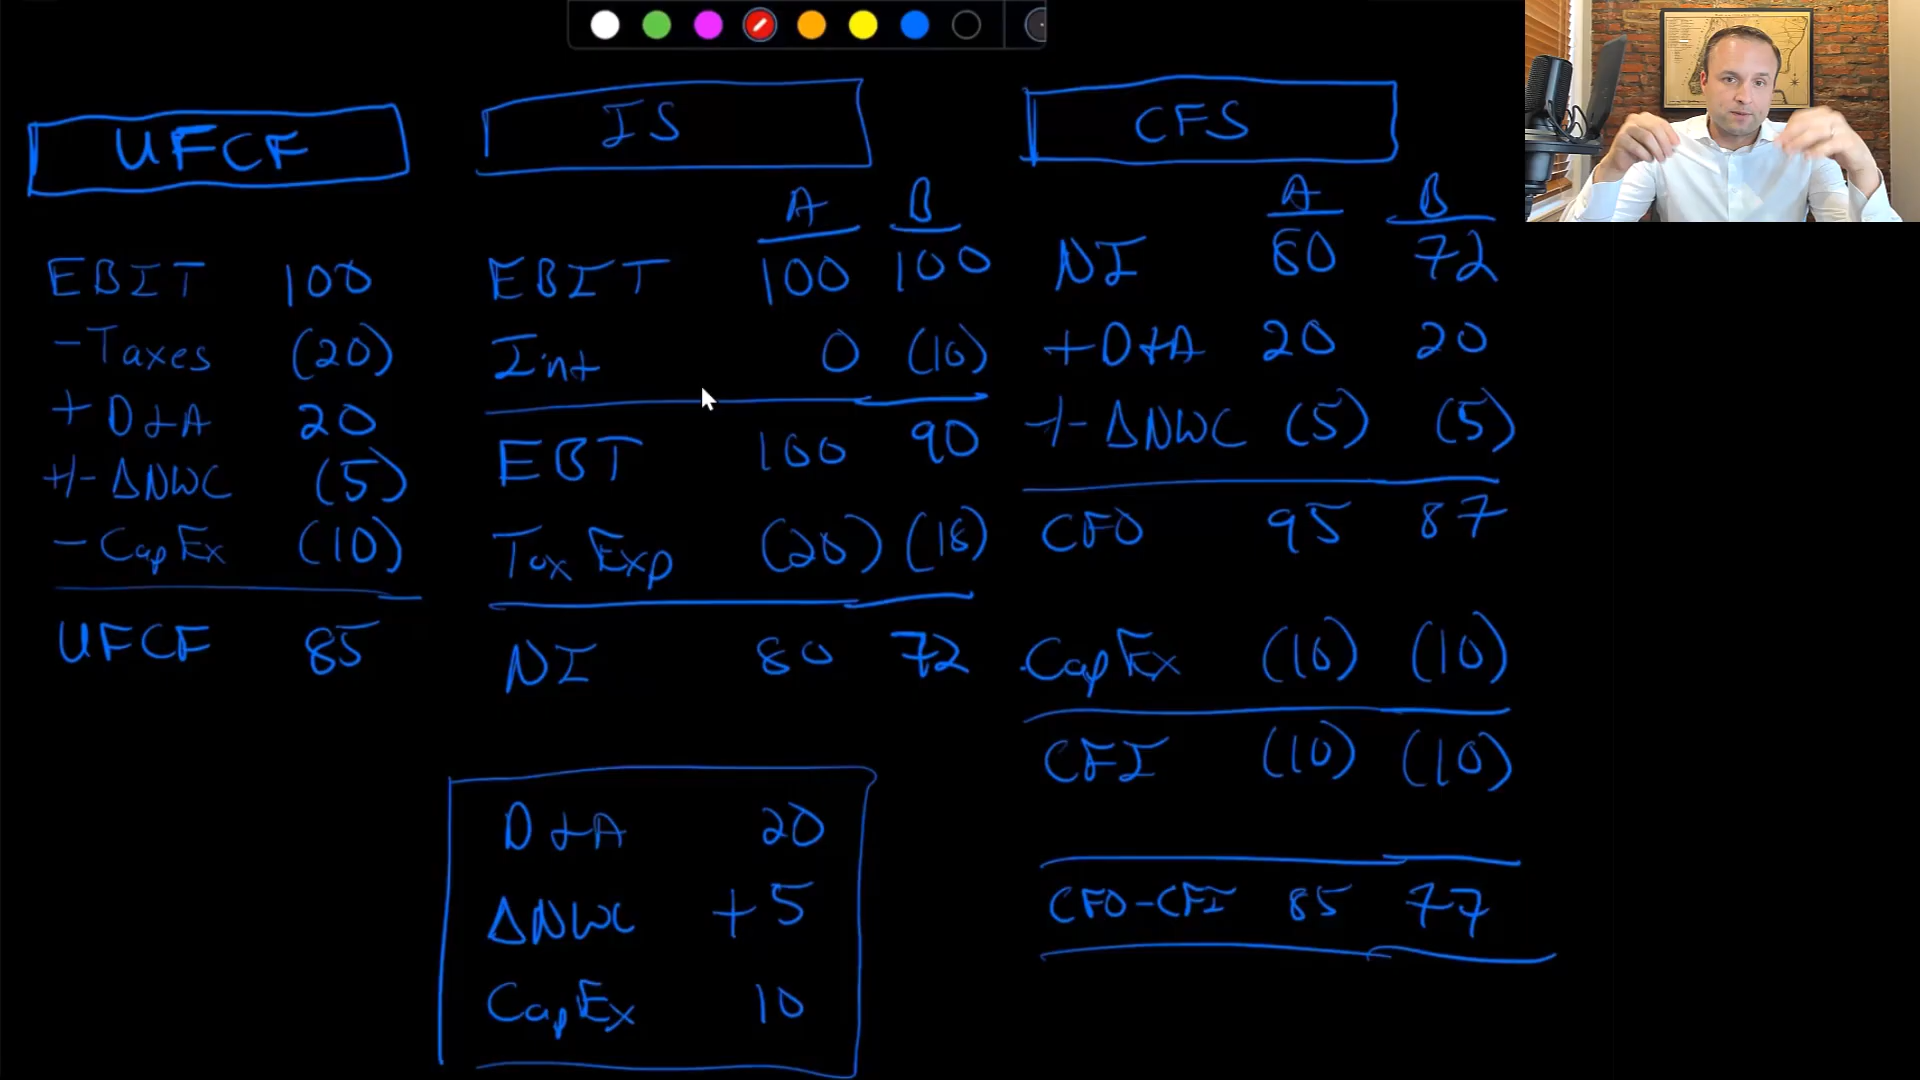 UFCF
EBIT 100
- Taxes (20)
+ D&A 20
+/- ΔNWC (5)
- CapEx (10)
UFCF 85
IS
A B
EBIT 100 100
Int 0 (10)
EBT 100 90
Tax Exp (20) (18)
NI 80 72
D&A 20
ΔNWC +5
CapEx 10
CFS
A B
NI 80 72
+ D&A 20 20
+/- ΔNWC (5) (5)
CFO 95 87
CapEx (10) (10)
CFI (10) (10)
CFO-CFI 85 77